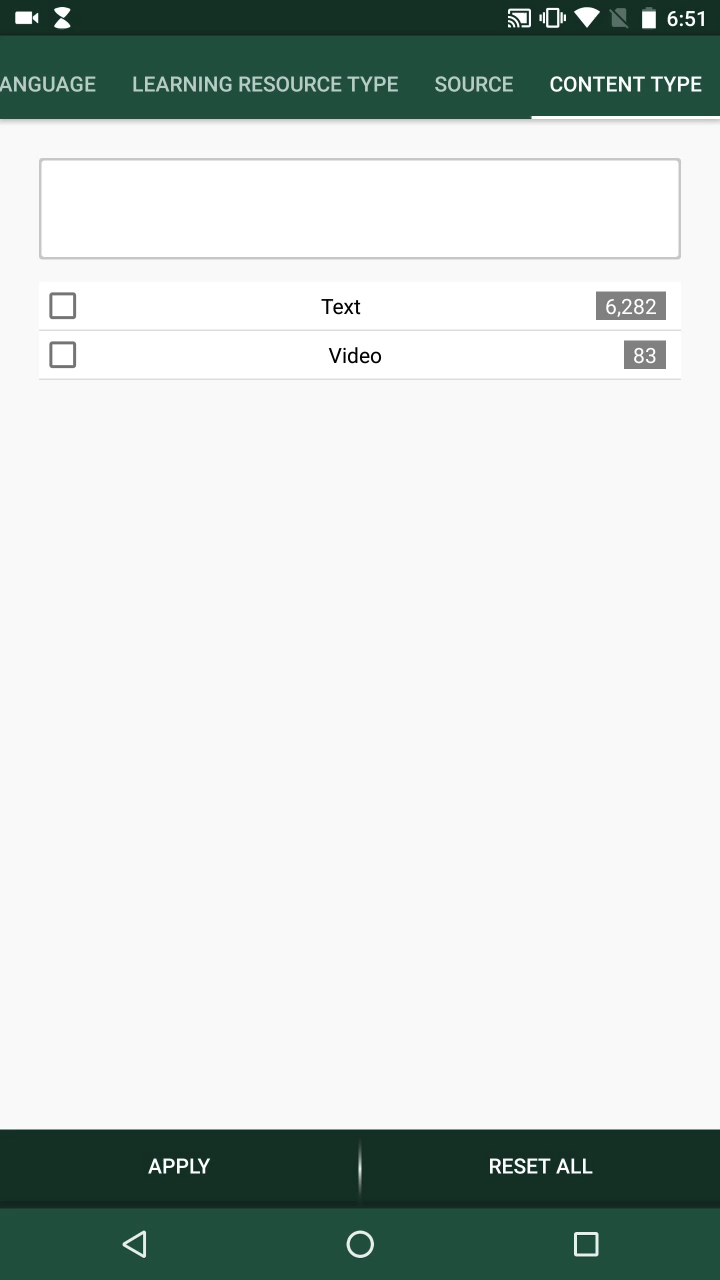 6:51
ANGUAGE LEARNING RESOURCE TYPE SOURCE CONTENT TYPE
Text 6,282
Video 83
APPLY RESET ALL